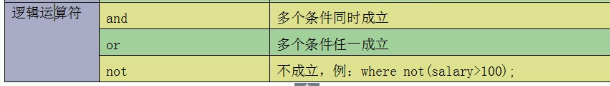 逻辑运算符
and
多个条件同时成立
or
多个条件任一成立
not
不成立，例：where not(salary>100);